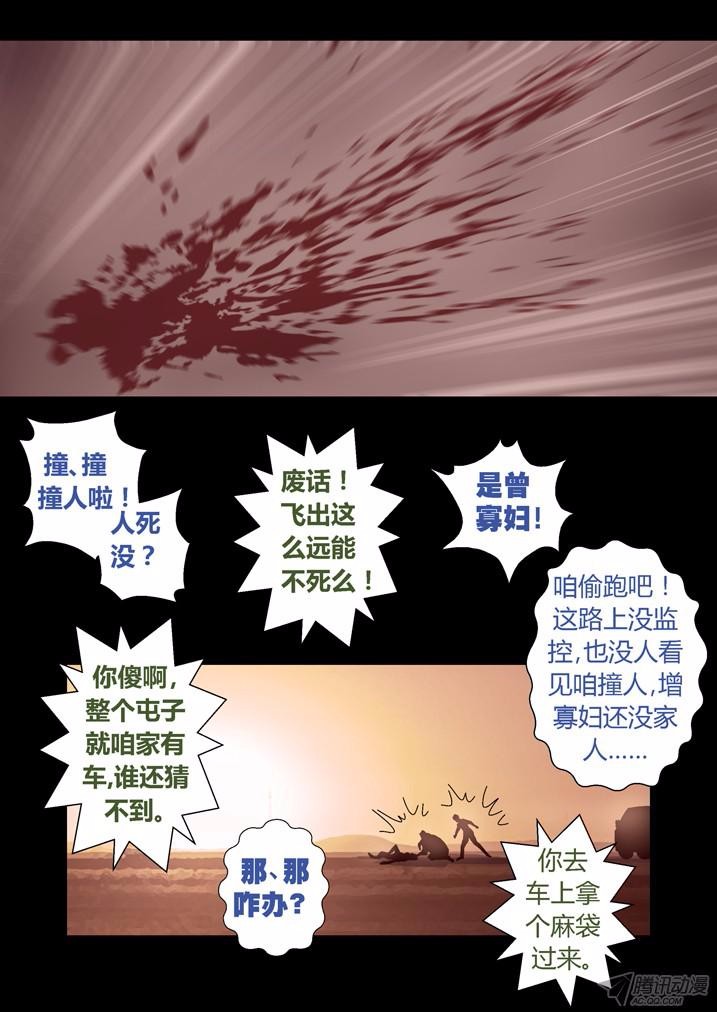 撞、撞
撞人啦！
人死
没？
废话！
飞出这
么远能
不死么！
是曾
寡妇！
咱偷跑吧！
这路上没监
控,也没人看
见咱撞人,增
寡妇还没家
人……
你傻啊，
整个屯子
就咱家有
车,谁还猜
不到。
那、那
咋办？
你去
车上拿
个麻袋
过来。
腾讯动漫